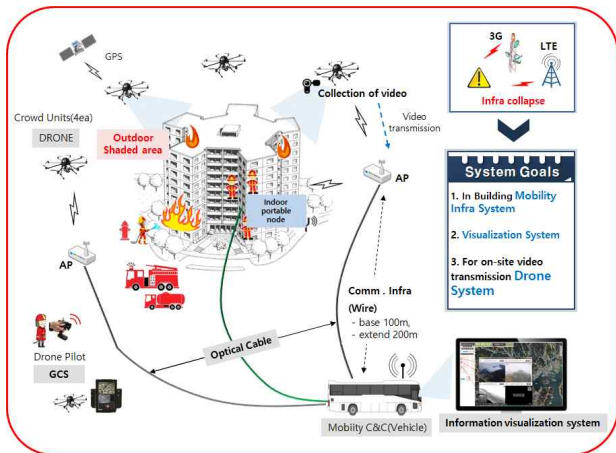 GPS
Crowd Units(4ea)
DRONE
Outdoor
Shaded area
Collection of video
Video
transmission
AP
Indoor
portable
node
AP
Comm . Infra
(Wire)
- base 100m,
- extend 200m
Optical Cable
Drone Pilot
GCS
Mobiity C&C(Vehicle)
Information visualization system
3G
LTE
Infra collapse
System Goals
1. In Building Mobility
Infra System
2. Visualization System
3. For on-site video
transmission Drone
System